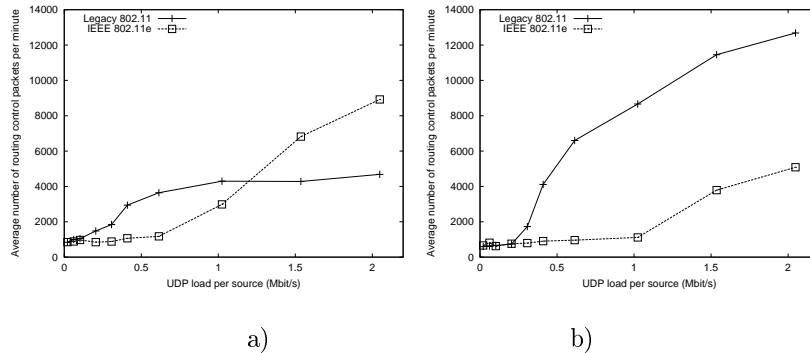 Average number of routing control packets per minute
14000
12000
10000
8000
6000
4000
2000
0
Legacy 802.11
IEEE 802.11e
0 0.5 1 1.5 2
UDP load per source (Mbit/s)
a)
Average number of routing control packets per minute
14000
12000
10000
8000
6000
4000
2000
0
Legacy 802.11
IEEE 802.11e
0 0.5 1 1.5 2
UDP load per source (Mbit/s)
b)